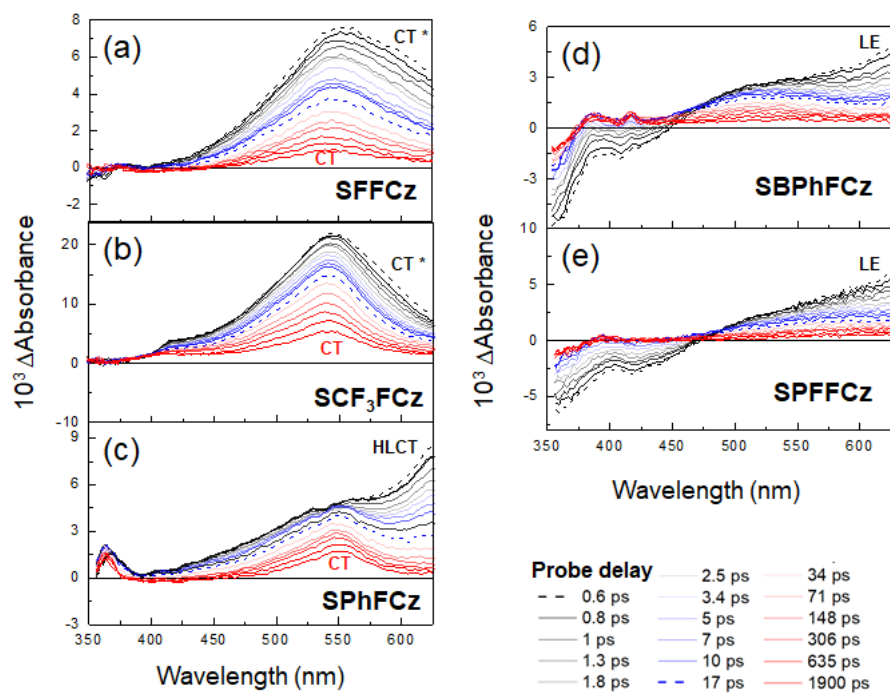 (a)
CT *
CT
SFFCz
8
6
4
2
0
-2
(b)
CT *
CT
SCF₃FCz
20
10
0
-10
(c)
HLCT
CT
SPhFCz
9
6
3
0
-3
350 400 450 500 550 600
Wavelength (nm)
10³ ΔAbsorbance
(d)
LE
SBPhFCz
6
3
0
-3
(e)
LE
SPFFCz
10
5
0
-5
350 400 450 500 550 600
Wavelength (nm)
10³ ΔAbsorbance
Probe delay
0.6 ps
0.8 ps
1 ps
1.3 ps
1.8 ps
2.5 ps
3.4 ps
5 ps
7 ps
10 ps
17 ps
34 ps
71 ps
148 ps
306 ps
635 ps
1900 ps